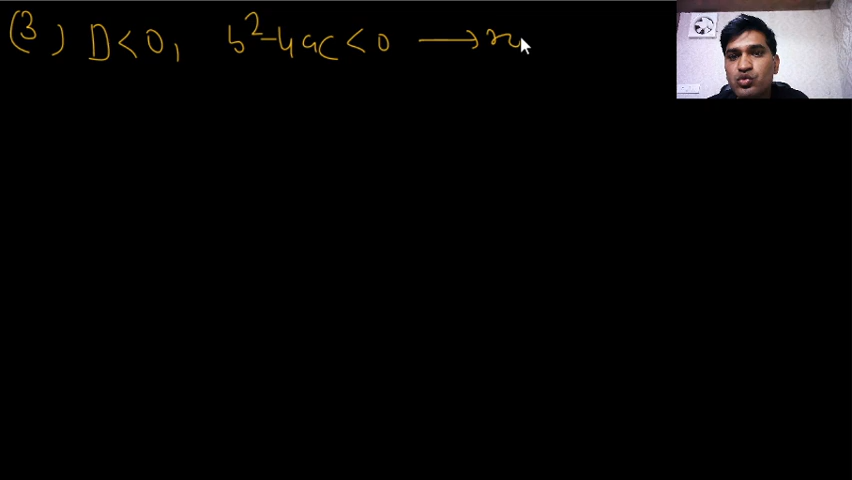 (3) D<0, b²-4ac<0 →